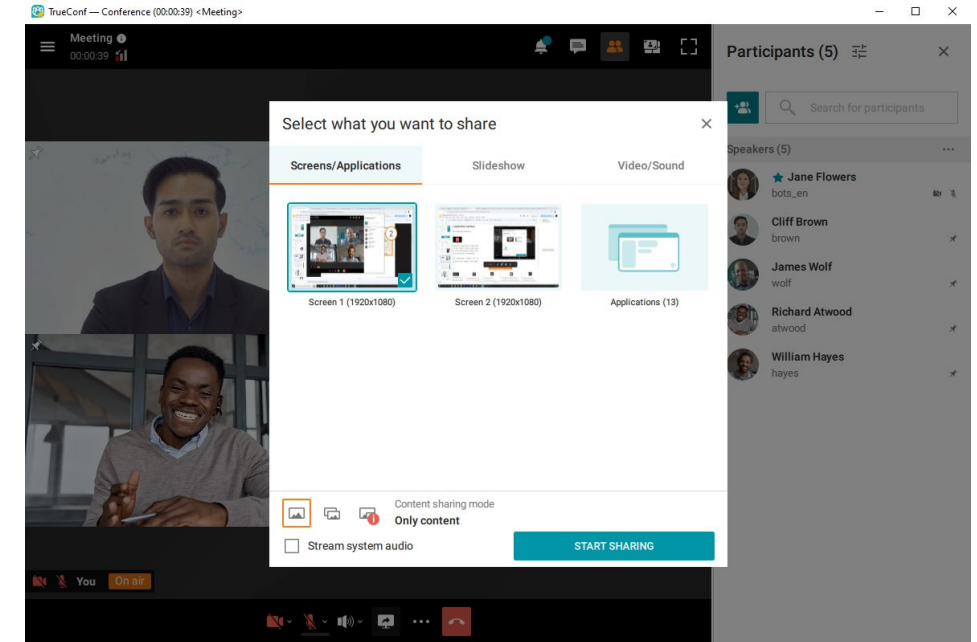 TrueConf — Conference (00:00:39) <Meeting>
Meeting
00:00:39
Participants (5)
Search for participants
Speakers (5)
Jane Flowers
bots_en
Cliff Brown
brown
James Wolf
wolf
Richard Atwood
atwood
William Hayes
hayes
Select what you want to share
Screens/Applications
Slideshow
Video/Sound
2
Screen 1 (1920x1080)
Screen 2 (1920x1080)
Applications (13)
Content sharing mode
Only content
Stream system audio
START SHARING
You
On air